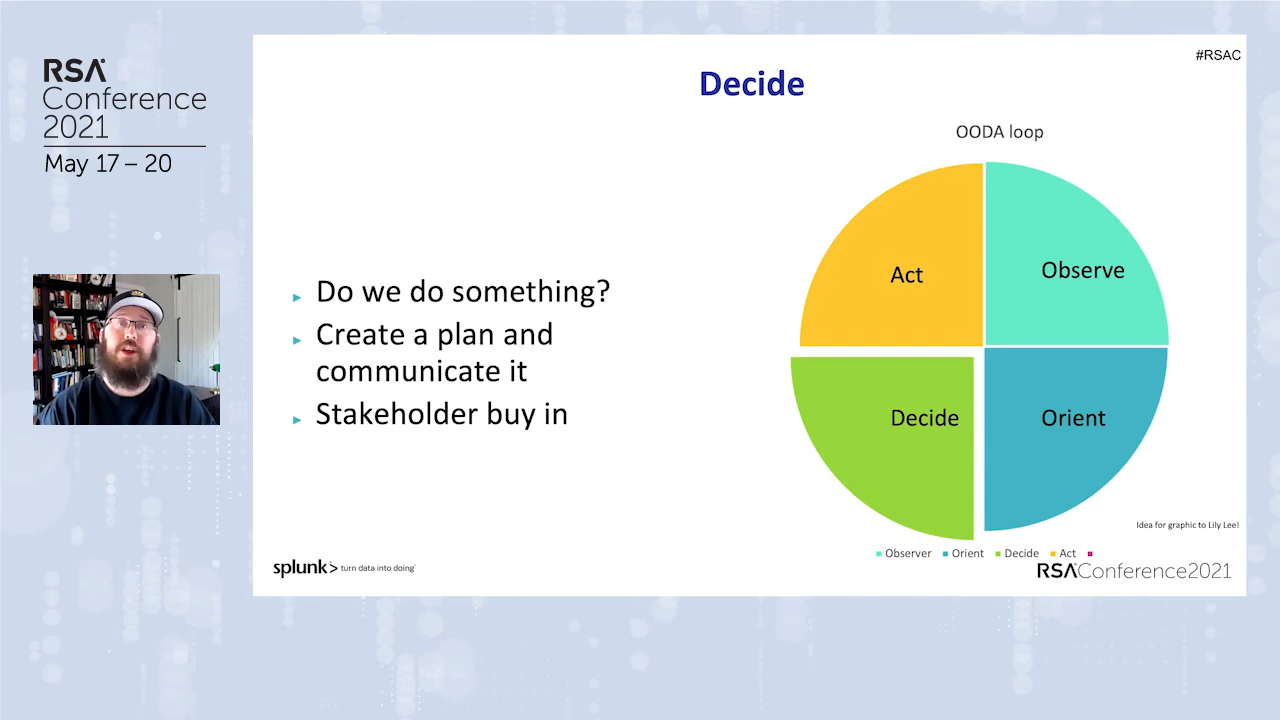 RSA
Conference
2021
May 17 – 20
#RSAC
Decide
Do we do something?
Create a plan and
communicate it
Stakeholder buy in
OODA loop
Act
Observe
Decide
Orient
Idea for graphic to Lily Lee!
Observer Orient Decide Act
splunk> turn data into doing
RSAConference2021